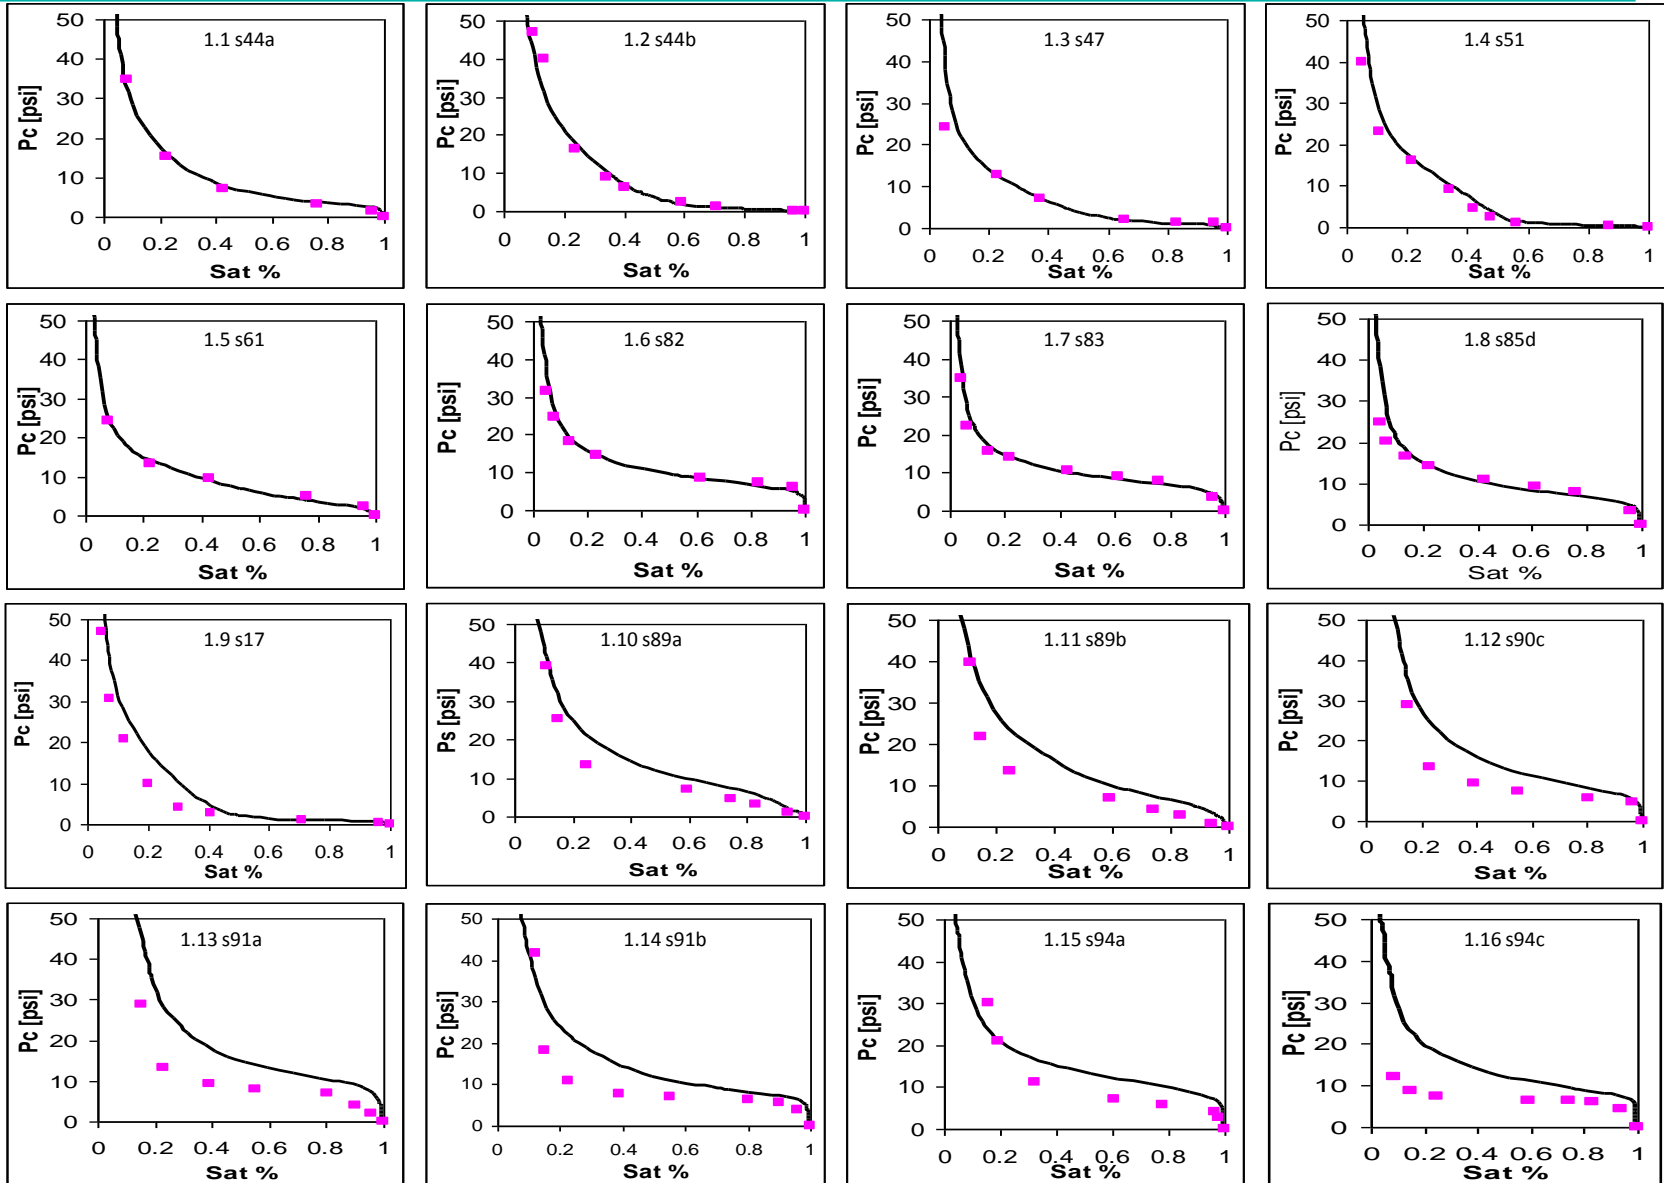 1.1 s44a
50
40
30
20
10
0
Pc [psi]
0 0.2 0.4 0.6 0.8 1
Sat %
1.2 s44b
50
40
30
20
10
0
Pc [psi]
0 0.2 0.4 0.6 0.8 1
Sat %
1.3 s47
50
40
30
20
10
0
Pc [psi]
0 0.2 0.4 0.6 0.8 1
Sat %
1.4 s51
50
40
30
20
10
0
Pc [psi]
0 0.2 0.4 0.6 0.8 1
Sat %
1.5 s61
50
40
30
20
10
0
Pc [psi]
0 0.2 0.4 0.6 0.8 1
Sat %
1.6 s82
50
40
30
20
10
0
Pc [psi]
0 0.2 0.4 0.6 0.8 1
Sat %
1.7 s83
50
40
30
20
10
0
Pc [psi]
0 0.2 0.4 0.6 0.8 1
Sat %
1.8 s85d
50
40
30
20
10
0
Pc [psi]
0 0.2 0.4 0.6 0.8 1
Sat %
1.9 s17
50
40
30
20
10
0
Pc [psi]
0 0.2 0.4 0.6 0.8 1
Sat %
1.10 s89a
50
40
30
20
10
0
Ps [psi]
0 0.2 0.4 0.6 0.8 1
Sat %
1.11 s89b
50
40
30
20
10
0
Pc [psi]
0 0.2 0.4 0.6 0.8 1
Sat %
1.12 s90c
50
40
30
20
10
0
Pc [psi]
0 0.2 0.4 0.6 0.8 1
Sat %
1.13 s91a
50
40
30
20
10
0
Pc [psi]
0 0.2 0.4 0.6 0.8 1
Sat %
1.14 s91b
50
40
30
20
10
0
Pc [psi]
0 0.2 0.4 0.6 0.8 1
Sat %
1.15 s94a
50
40
30
20
10
0
Pc [psi]
0 0.2 0.4 0.6 0.8 1
Sat %
1.16 s94c
50
40
30
20
10
0
Pc [psi]
0 0.2 0.4 0.6 0.8 1
Sat %